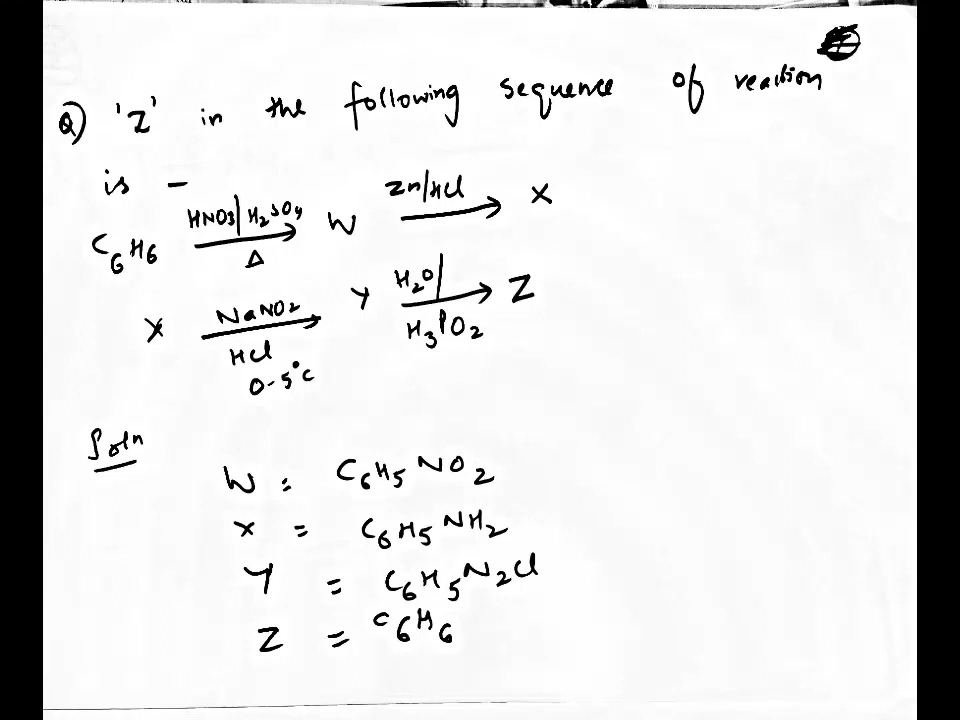 Q) 'Z' in the following sequence of reaction
is -
C6H6 HNO3|H2SO4 Δ → W Zn/HCl → X
X NaNO2 HCl 0-5°C → Y H2O| H3PO2 → Z
Soln
W : C6H5NO2
X = C6H5NH2
Y = C6H5N2Cl
Z = C6H6